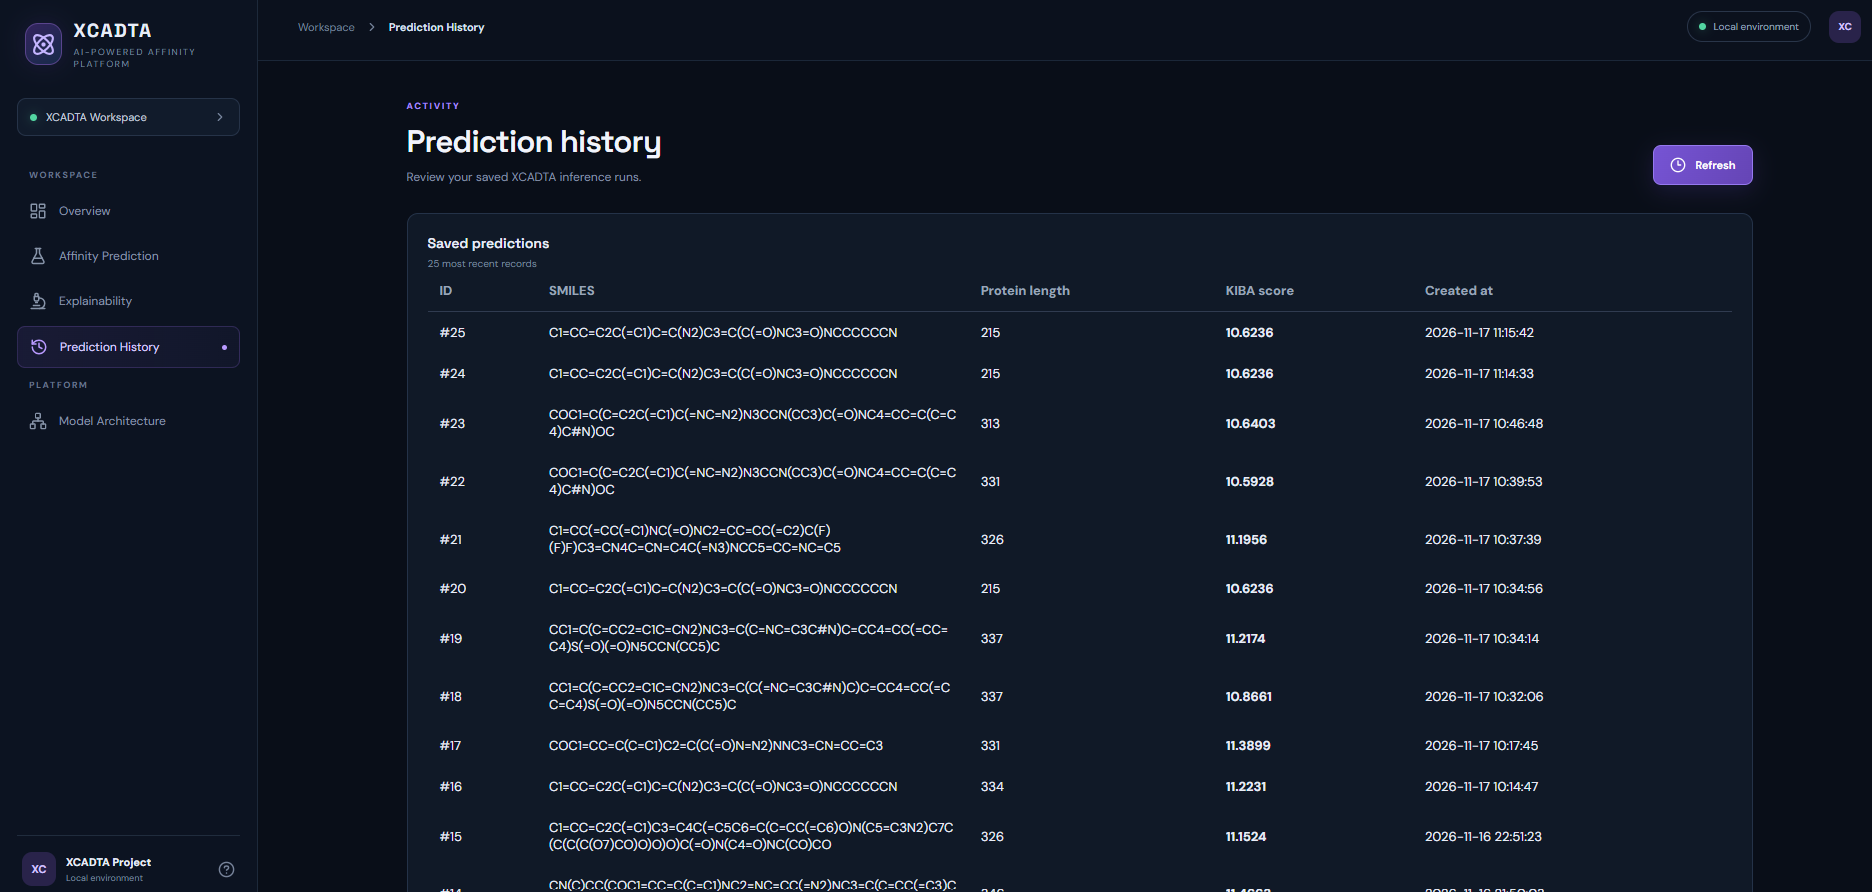 XCADTA
AI-POWERED AFFINITY
PLATFORM
XCADTA Workspace
WORKSPACE
Overview
Affinity Prediction
Explainability
Prediction History
PLATFORM
Model Architecture
XC
XCADTA Project
Local environment
Workspace
Prediction History
Local environment
XC
ACTIVITY
Prediction history
Review your saved XCADTA inference runs.
Refresh
Saved predictions
25 most recent records
ID SMILES Protein length KIBA score Created at
#25 C1=CC=C2C(=C1)C=C(N2)C3=C(C(=O)NC3=O)NCCCCCCN 215 10.6236 2026-11-17 11:15:42
#24 C1=CC=C2C(=C1)C=C(N2)C3=C(C(=O)NC3=O)NCCCCCCN 215 10.6236 2026-11-17 11:14:33
#23 COC1=C(C=C2C(=C1)C(=NC=N2)N3CCN(CC3)C(=O)NC4=CC=C(C=C
4)C#N)OC 313 10.6403 2026-11-17 10:46:48
#22 COC1=C(C=C2C(=C1)C(=NC=N2)N3CCN(CC3)C(=O)NC4=CC=C(C=C
4)C#N)OC 331 10.5928 2026-11-17 10:39:53
#21 C1=CC(=CC(=C1)NC(=O)NC2=CC=CC(=C2)C(F)
(F)F)C3=CN4C=CN=C4C(=N3)NCC5=CC=NC=C5 326 11.1956 2026-11-17 10:37:39
#20 C1=CC=C2C(=C1)C=C(N2)C3=C(C(=O)NC3=O)NCCCCCCN 215 10.6236 2026-11-17 10:34:56
#19 CC1=C(C=CC2=C1C=CN2)NC3=C(C=NC=C3C#N)C=CC4=CC(=CC=
C4)S(=O)(=O)N5CCN(CC5)C 337 11.2174 2026-11-17 10:34:14
#18 CC1=C(C=CC2=C1C=CN2)NC3=C(C(=NC=C3C#N)C)C=CC4=CC(=C
C=C4)S(=O)(=O)N5CCN(CC5)C 337 10.8661 2026-11-17 10:32:06
#17 COC1=CC=C(C=C1)C2=C(C(=O)N=N2)NNC3=CN=CC=C3 331 11.3899 2026-11-17 10:17:45
#16 C1=CC=C2C(=C1)C=C(N2)C3=C(C(=O)NC3=O)NCCCCCCN 334 11.2231 2026-11-17 10:14:47
#15 C1=CC=C2C(=C1)C3=C4C(=C5C6=C(C=CC(=C6)O)N(C5=C3N2)C7C
(C(C(C(O7)CO)O)O)O)C(=O)N(C4=O)NC(CO)CO 326 11.1524 2026-11-16 22:51:23
CN(C)CC(COC1=CC=C(C=C1)NC2=NC=CC(=N2)NC3=C(C=CC(=C3)C